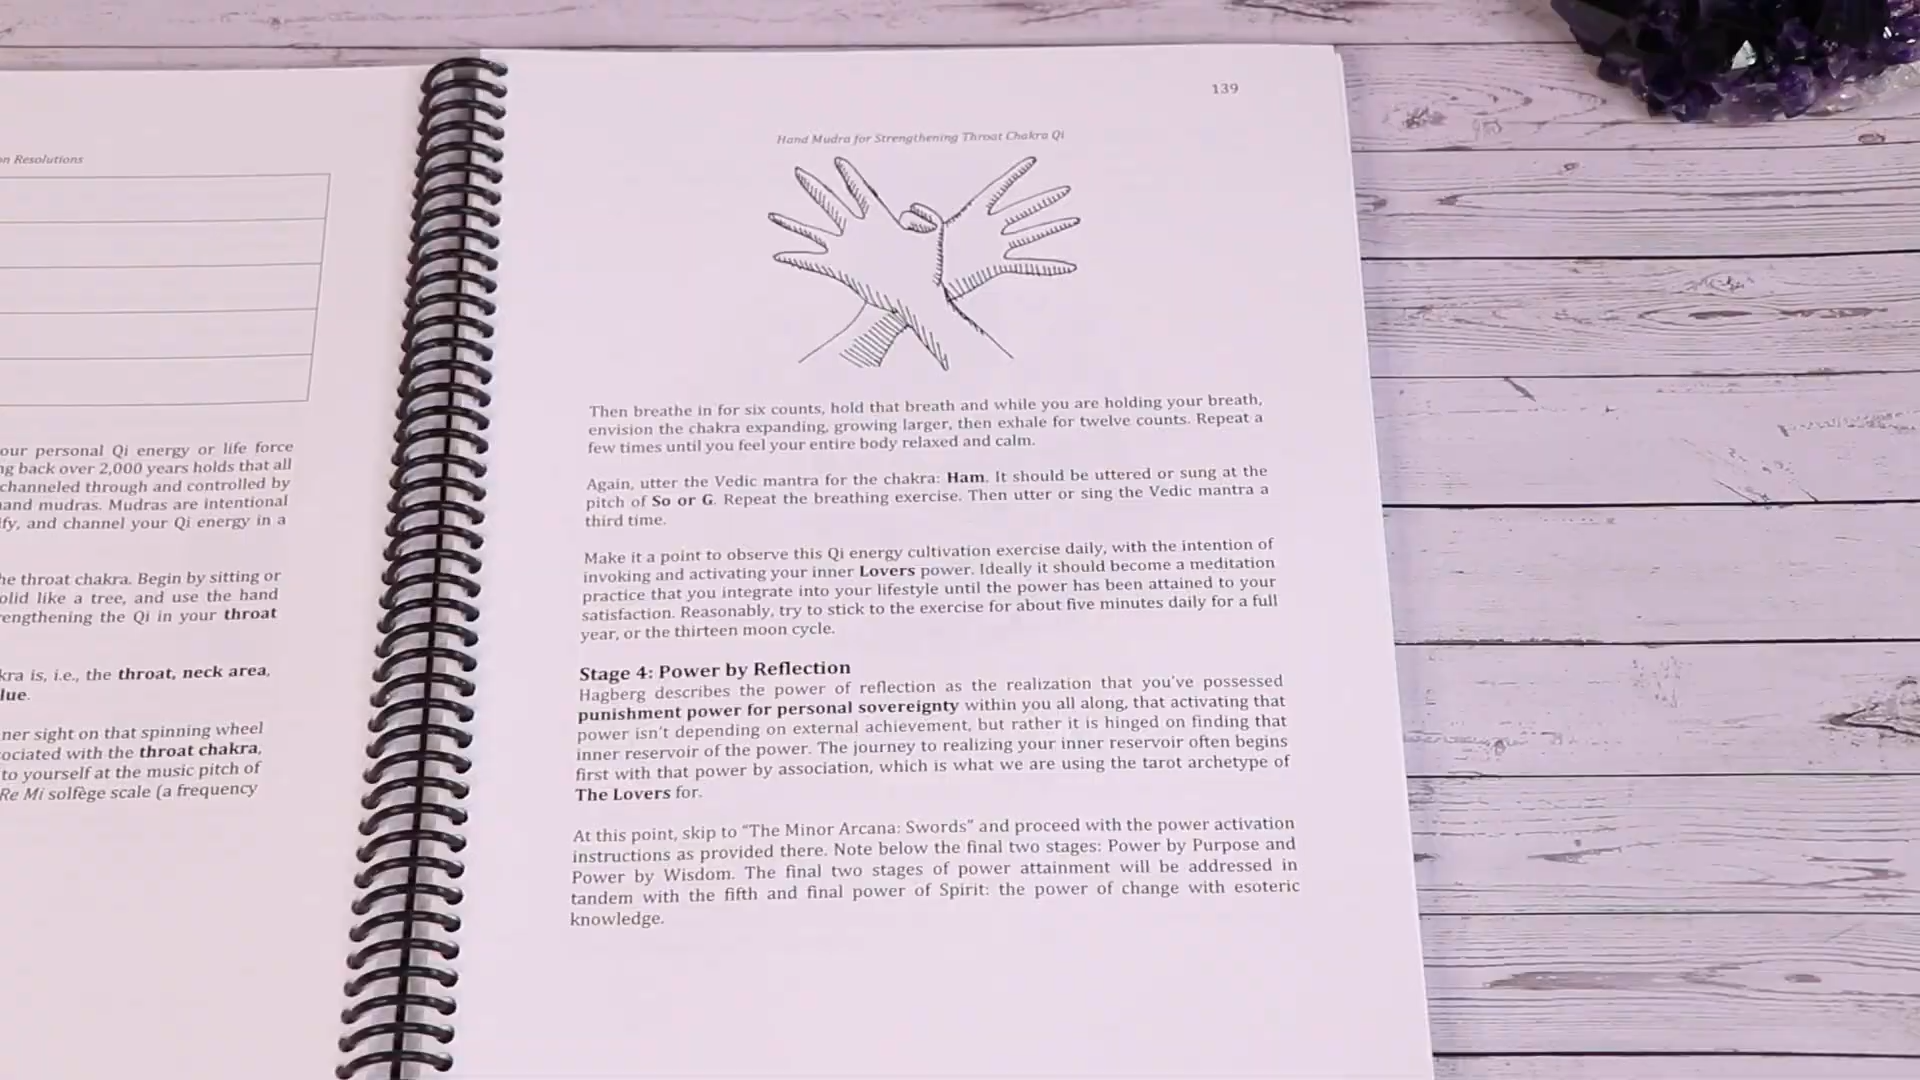 on Resolutions
our personal Qi energy or life force
ng back over 2,000 years holds that all
channeled through and controlled by
and mudras. Mudras are intentional
fy, and channel your Qi energy in a
he throat chakra. Begin by sitting or
olid like a tree, and use the hand
rengthening the Qi in your throat
kra is, i.e., the throat, neck area,
lue.
ner sight on that spinning wheel
ociated with the throat chakra,
to yourself at the music pitch of
Re Mi solfège scale (a frequency
139
Hand Mudra for Strengthening Throat Chakra Qi
Then breathe in for six counts, hold that breath and while you are holding your breath,
envision the chakra expanding, growing larger, then exhale for twelve counts. Repeat a
few times until you feel your entire body relaxed and calm.
Again, utter the Vedic mantra for the chakra: Ham. It should be uttered or sung at the
pitch of So or G. Repeat the breathing exercise. Then utter or sing the Vedic mantra a
third time.
Make it a point to observe this Qi energy cultivation exercise daily, with the intention of
invoking and activating your inner Lovers power. Ideally it should become a meditation
practice that you integrate into your lifestyle until the power has been attained to your
satisfaction. Reasonably, try to stick to the exercise for about five minutes daily for a full
year, or the thirteen moon cycle.
Stage 4: Power by Reflection
Hagberg describes the power of reflection as the realization that you've possessed
punishment power for personal sovereignty within you all along, that activating that
power isn't depending on external achievement, but rather it is hinged on finding that
inner reservoir of the power. The journey to realizing your inner reservoir often begins
first with that power by association, which is what we are using the tarot archetype of
The Lovers for.
At this point, skip to "The Minor Arcana: Swords" and proceed with the power activation
instructions as provided there. Note below the final two stages: Power by Purpose and
Power by Wisdom. The final two stages of power attainment will be addressed in
tandem with the fifth and final power of Spirit: the power of change with esoteric
knowledge.